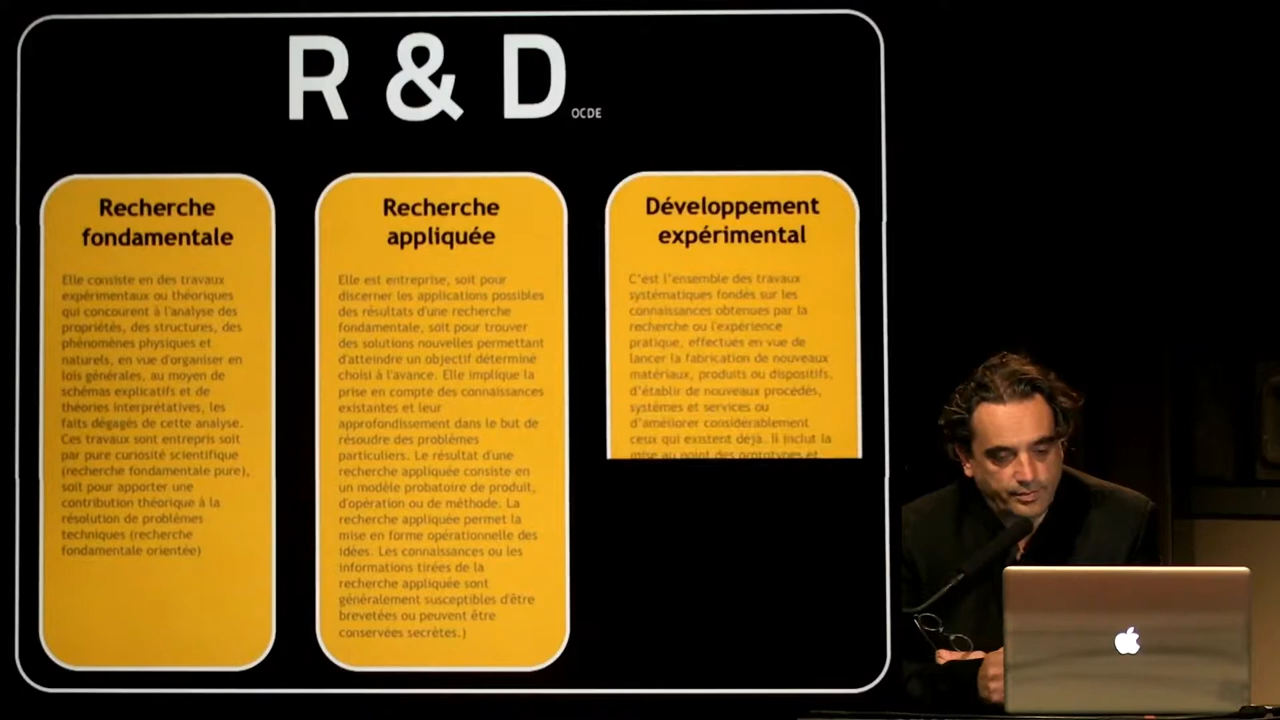 R & D OCDE
Recherche
fondamentale
Elle consiste en des travaux
expérimentaux ou théoriques
qui concourent à l'analyse des
propriétés, des structures, des
phénomènes physiques et
naturels, en vue d'organiser en
lois générales, au moyen de
schémas explicatifs et de
théories interprétatives, les
faits dégagés de cette analyse.
Ces travaux sont entrepris soit
par pure curiosité scientifique
(recherche fondamentale pure),
soit pour apporter une
contribution théorique à la
résolution de problèmes
techniques (recherche
fondamentale orientée)
Recherche
appliquée
Elle est entreprise, soit pour
discerner les applications possibles
des résultats d'une recherche
fondamentale, soit pour trouver
des solutions nouvelles permettant
d'atteindre un objectif déterminé
choisi à l'avance. Elle implique la
prise en compte des connaissances
existantes et leur
approfondissement dans le but de
résoudre des problèmes
particuliers. Le résultat d'une
recherche appliquée consiste en
un modèle probatoire de produit,
d'opération ou de méthode. La
recherche appliquée permet la
mise en forme opérationnelle des
idées. Les connaissances ou les
informations tirées de la
recherche appliquée sont
généralement susceptibles d'être
brevetées ou peuvent être
conservées secrètes.)
Développement
expérimental
C'est l'ensemble des travaux
systématiques fondés sur les
connaissances obtenues par la
recherche ou l'expérience
pratique, effectués en vue de
lancer la fabrication de nouveaux
matériaux, produits ou dispositifs,
d'établir de nouveaux procédés,
systèmes et services ou
d'améliorer considérablement
ceux qui existent déjà. Il inclut la
mise au point des prototypes et